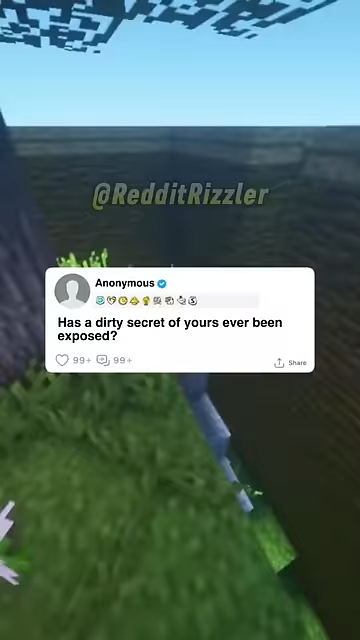 @RedditRizzler
Anonymous
Has a dirty secret of yours ever been
exposed?
99+ 99+ Share